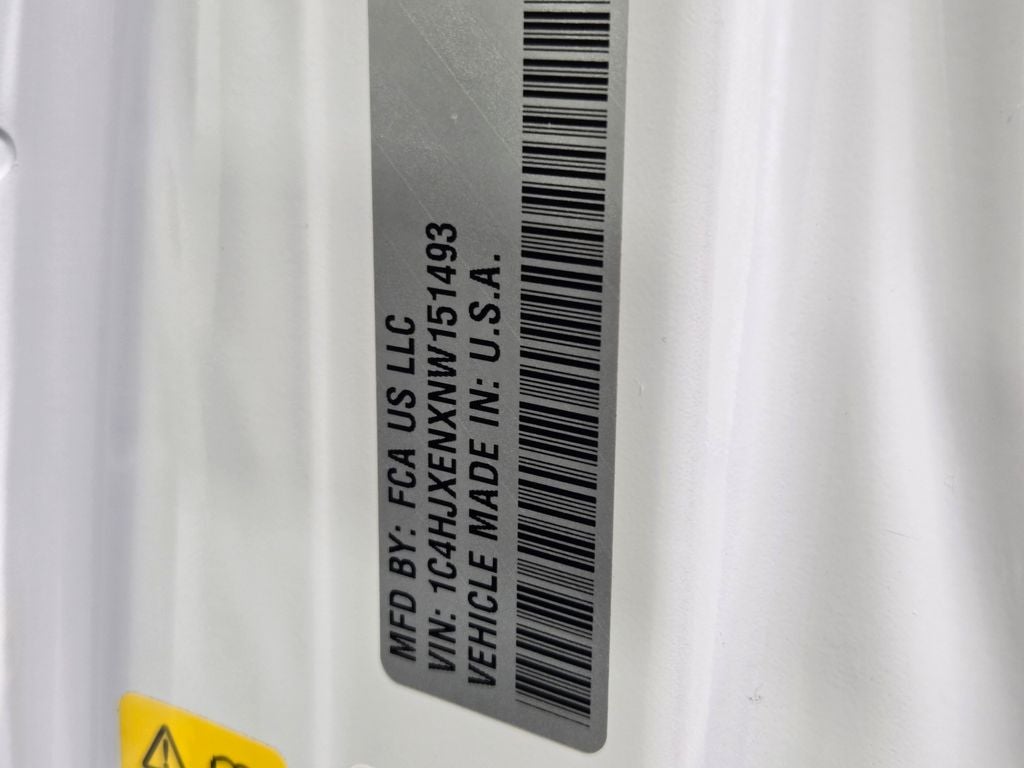 MFD BY: FCA US LLC
VIN: 1C4HJXENXNW151493
VEHICLE MADE IN: U.S.A.